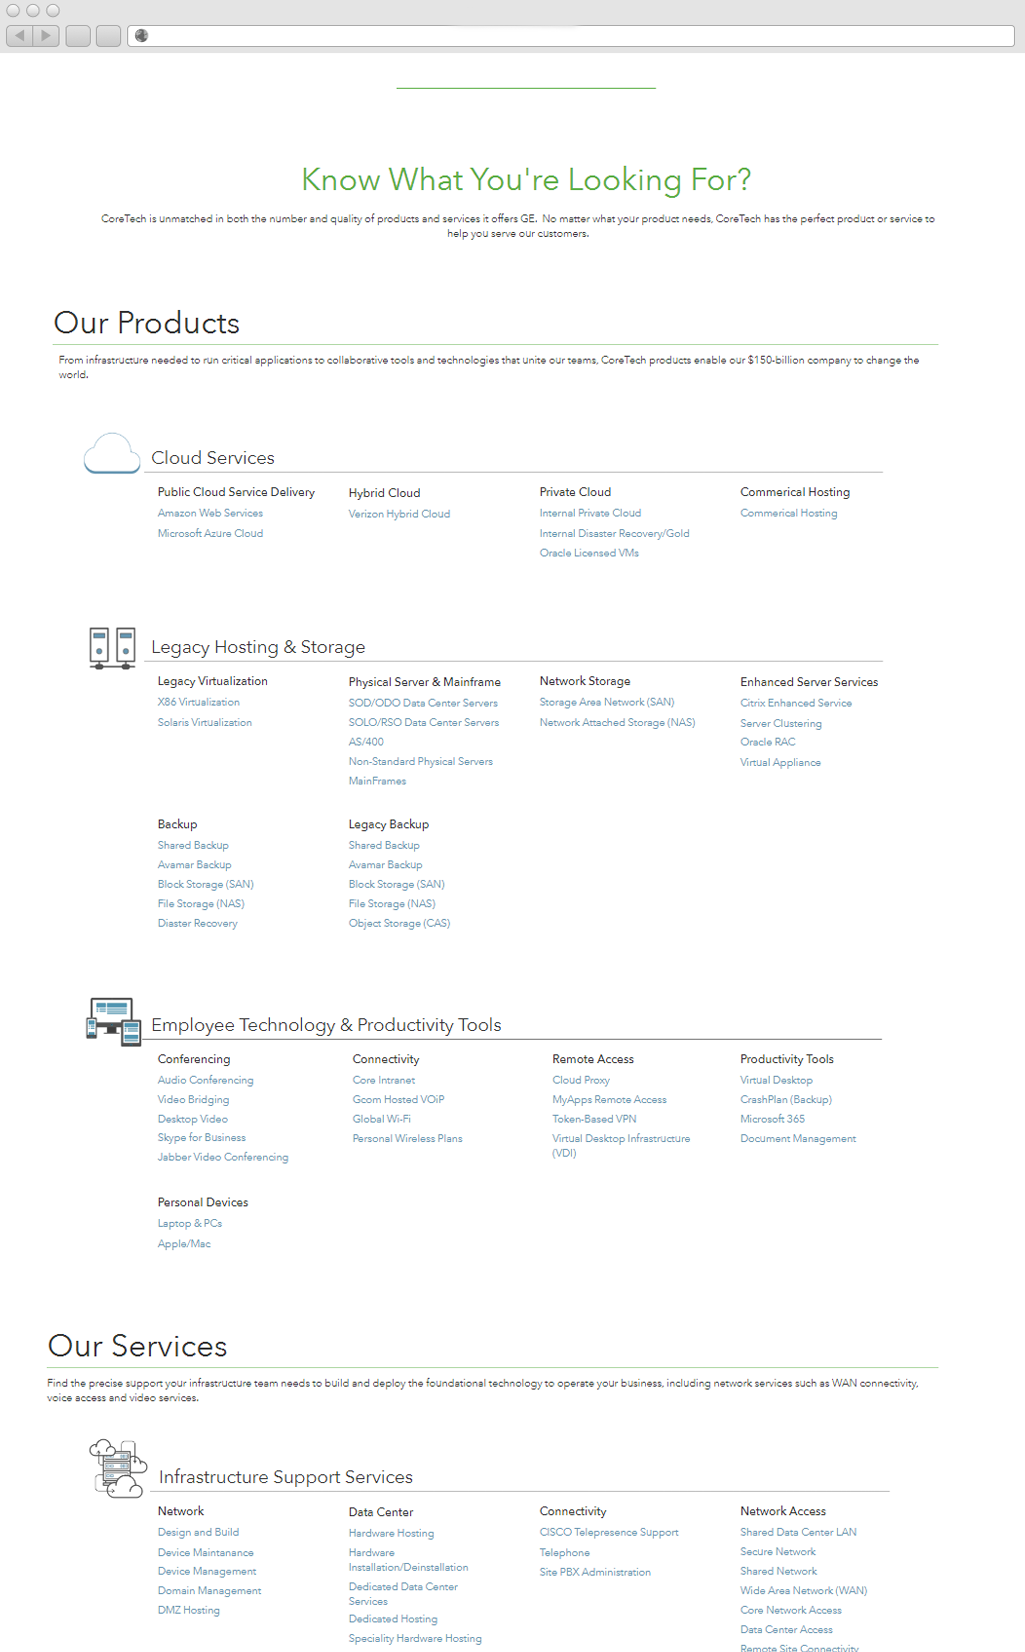 Know What You're Looking For?
CoreTech is unmatched in both the number and quality of products and services it offers GE. No matter what your product needs, CoreTech has the perfect product or service to
help you serve our customers.
Our Products
From infrastructure needed to run critical applications to collaborative tools and technologies that unite our teams, CoreTech products enable our $150-billion company to change the
world.
Cloud Services
Public Cloud Service Delivery
Amazon Web Services
Microsoft Azure Cloud
Hybrid Cloud
Verizon Hybrid Cloud
Private Cloud
Internal Private Cloud
Internal Disaster Recovery/Gold
Oracle Licensed VMs
Commerical Hosting
Commerical Hosting
Legacy Hosting & Storage
Legacy Virtualization
X86 Virtualization
Solaris Virtualization
Physical Server & Mainframe
SOD/ODO Data Center Servers
SOLO/RSO Data Center Servers
AS/400
Non-Standard Physical Servers
MainFrames
Network Storage
Storage Area Network (SAN)
Network Attached Storage (NAS)
Enhanced Server Services
Citrix Enhanced Service
Server Clustering
Oracle RAC
Virtual Appliance
Backup
Shared Backup
Avamar Backup
Block Storage (SAN)
File Storage (NAS)
Diaster Recovery
Legacy Backup
Shared Backup
Avamar Backup
Block Storage (SAN)
File Storage (NAS)
Object Storage (CAS)
Employee Technology & Productivity Tools
Conferencing
Audio Conferencing
Video Bridging
Desktop Video
Skype for Business
Jabber Video Conferencing
Connectivity
Core Intranet
Gcom Hosted VOiP
Global Wi-Fi
Personal Wireless Plans
Remote Access
Cloud Proxy
MyApps Remote Access
Token-Based VPN
Virtual Desktop Infrastructure
(VDI)
Productivity Tools
Virtual Desktop
CrashPlan (Backup)
Microsoft 365
Document Management
Personal Devices
Laptop & PCs
Apple/Mac
Our Services
Find the precise support your infrastructure team needs to build and deploy the foundational technology to operate your business, including network services such as WAN connectivity,
voice access and video services.
Infrastructure Support Services
Network
Design and Build
Device Maintanance
Device Management
Domain Management
DMZ Hosting
Data Center
Hardware Hosting
Hardware
Installation/Deinstallation
Dedicated Data Center
Services
Dedicated Hosting
Speciality Hardware Hosting
Connectivity
CISCO Telepresence Support
Telephone
Site PBX Administration
Network Access
Shared Data Center LAN
Secure Network
Shared Network
Wide Area Network (WAN)
Core Network Access
Data Center Access
Remote Site Connectivity